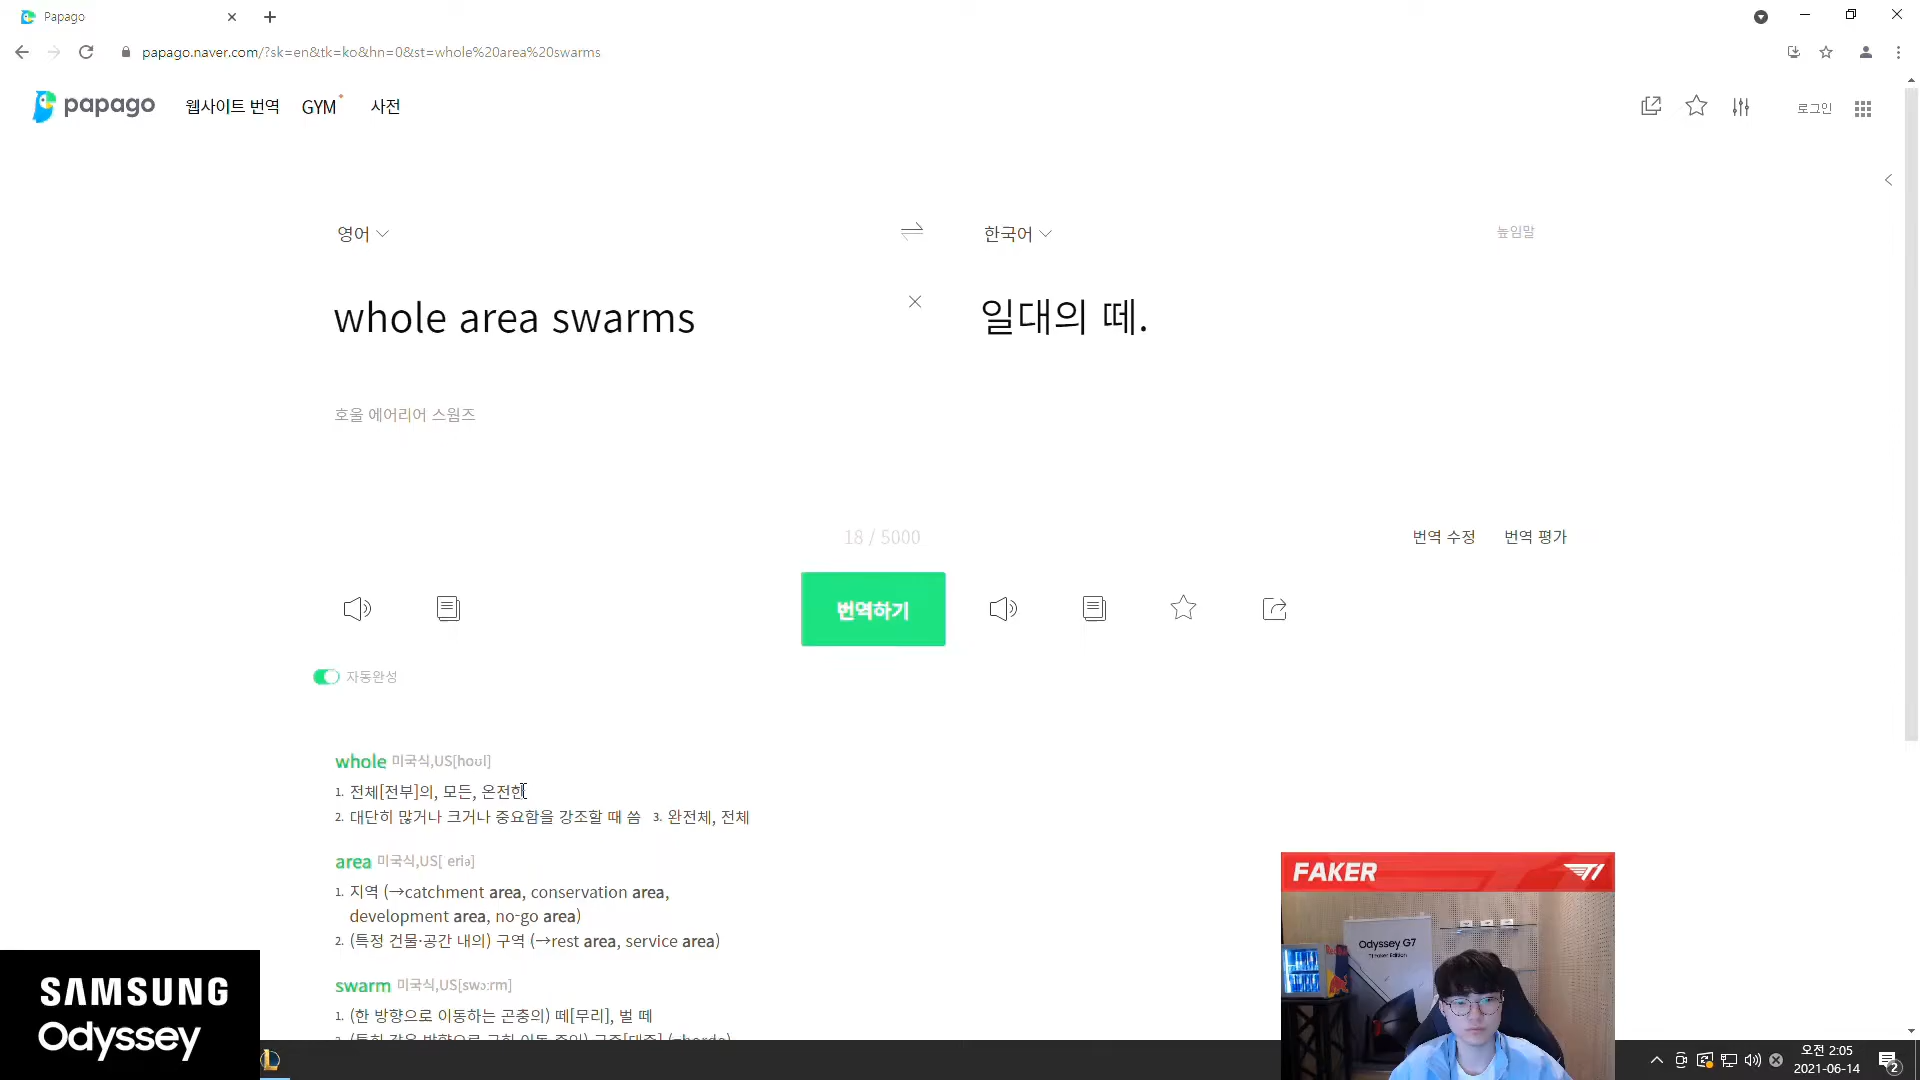 Papago
papago.naver.com/?sk=en&tk=ko&hn=0&st=whole%20area%20swarms
papago 웹사이트 번역 GYM 사전
로그인
영어
한국어
높임말
whole area swarms
일대의 떼.
호울 에어리어 스웜즈
18 / 5000
번역 수정 번역 평가
번역하기
자동완성
whole 미국식,US[hoʊl]
1. 전체[전부]의, 모든, 온전한
2. 대단히 많거나 크거나 중요함을 강조할 때 씀 3. 완전체, 전체
area 미국식,US[ˈeriə]
1. 지역 (→catchment area, conservation area,
development area, no-go area)
2. (특정 건물·공간 내의) 구역 (→rest area, service area)
swarm 미국식,US[swɔːrm]
1. (한 방향으로 이동하는 곤충의) 떼[무리], 벌 떼
FAKER
T1
Odyssey G7
T1 Faker Edition
SAMSUNG
Odyssey
오전 2:05
2021-06-14
2